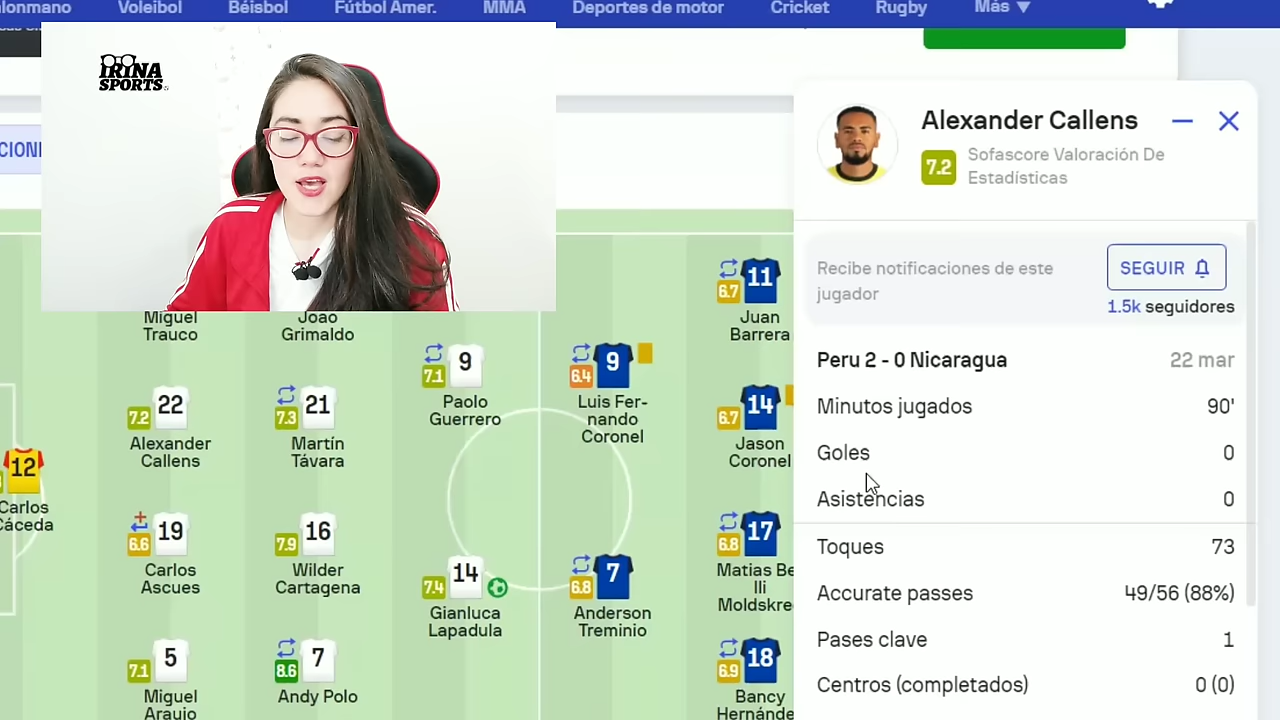 Voleibol
Béisbol
Fútbol Amer.
MMA
Deportes de motor
Cricket
Rugby
Más
IRINA
SPORTS
Alexander Callens
7.2
Sofascore Valoración De
Estadísticas
Recibe notificaciones de este
jugador
SEGUIR
1.5k seguidores
Peru 2 - 0 Nicaragua
22 mar
Minutos jugados
90'
Goles
0
Asistencias
0
Toques
73
Accurate passes
49/56 (88%)
Pases clave
1
Centros (completados)
0 (0)
Miguel
Trauco
Joao
Grimaldo
11
6.7
Juan
Barrera
9
7.1
Paolo
Guerrero
9
6.4
Luis Fer-
nando
Coronel
22
7.2
Alexander
Callens
21
7.3
Martín
Távara
14
6.7
Jason
Coronel
12
Carlos
Cáceda
19
6.6
Carlos
Ascues
16
7.9
Wilder
Cartagena
14
7.4
Gianluca
Lapadula
7
6.8
Anderson
Treminio
17
6.8
Matias Be
lli
Moldskre
5
7.1
Miguel
Araujo
7
8.6
Andy Polo
18
6.9
Bancy
Hernánde